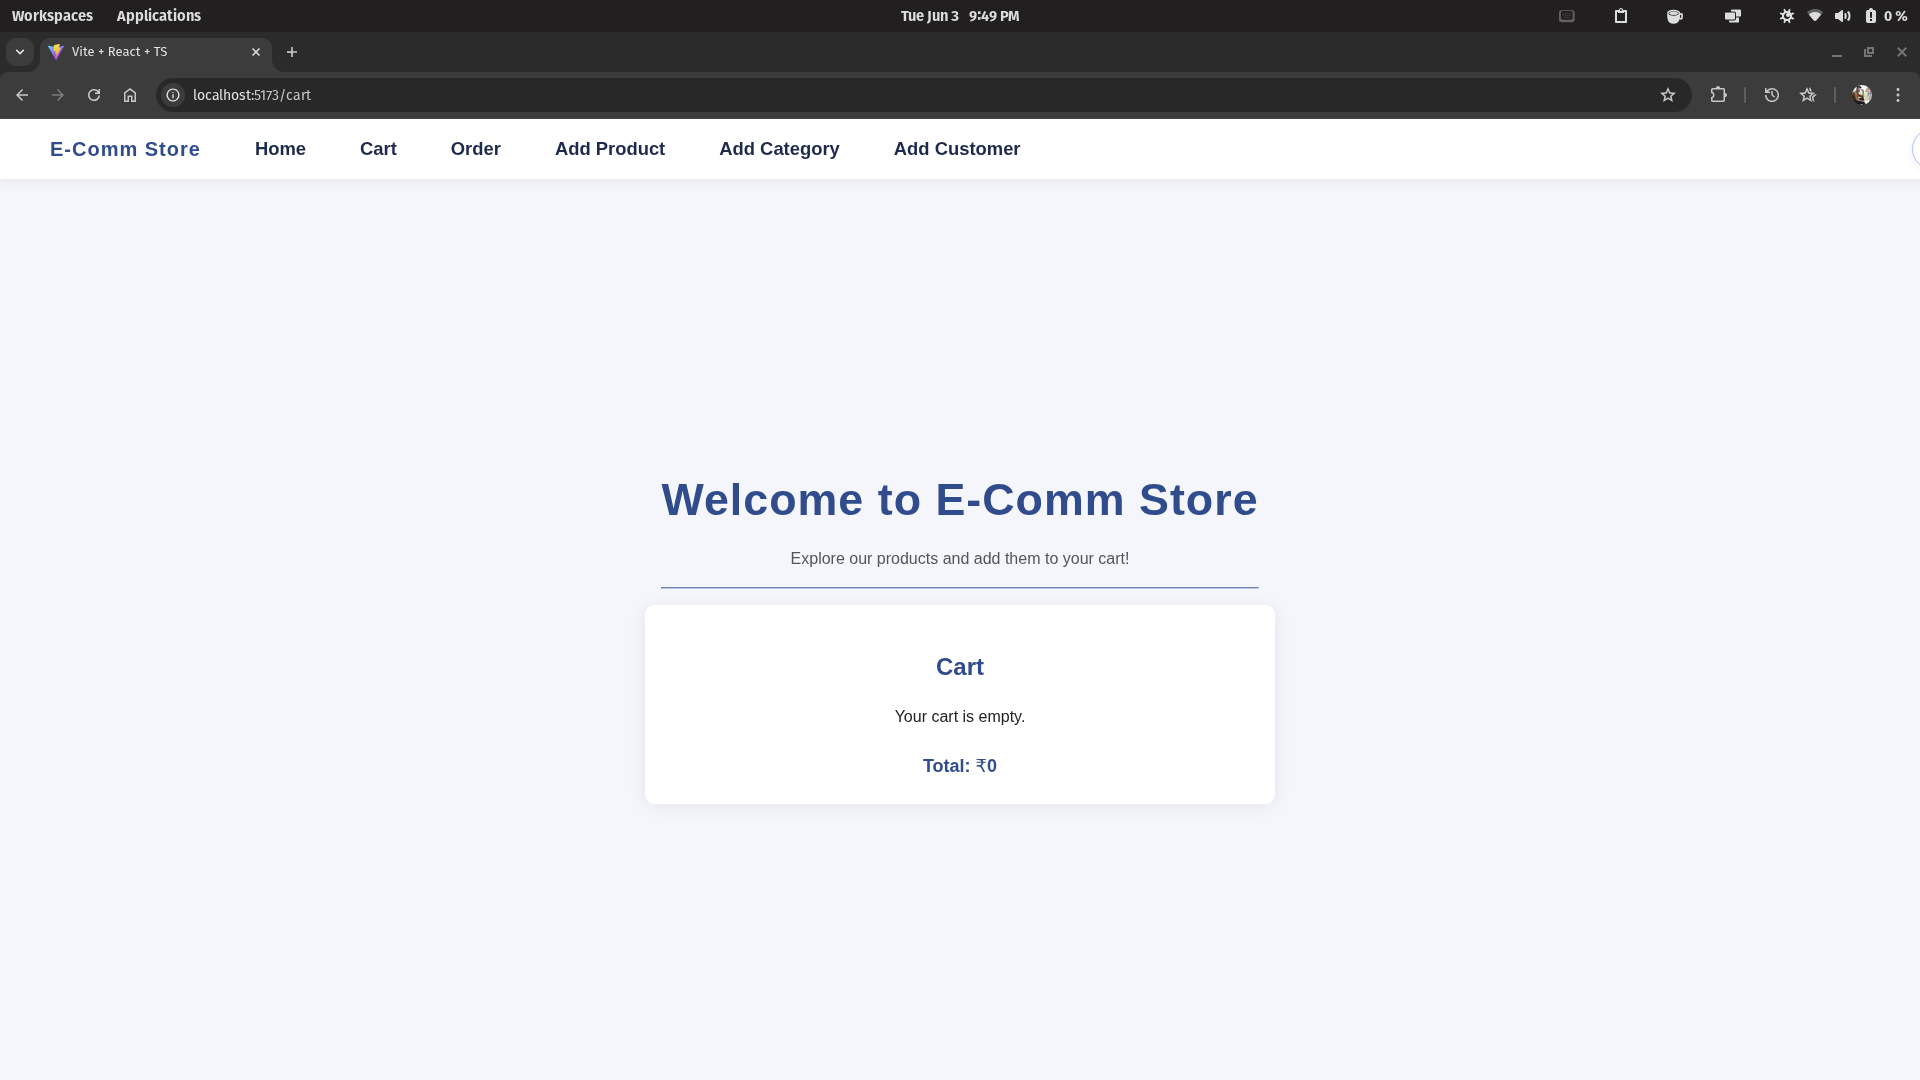 Workspaces Applications Tue Jun 3 9:49 PM 0 %
Vite + React + TS
localhost:5173/cart
E-Comm Store Home Cart Order Add Product Add Category Add Customer
Welcome to E-Comm Store
Explore our products and add them to your cart!
Cart
Your cart is empty.
Total: ₹0